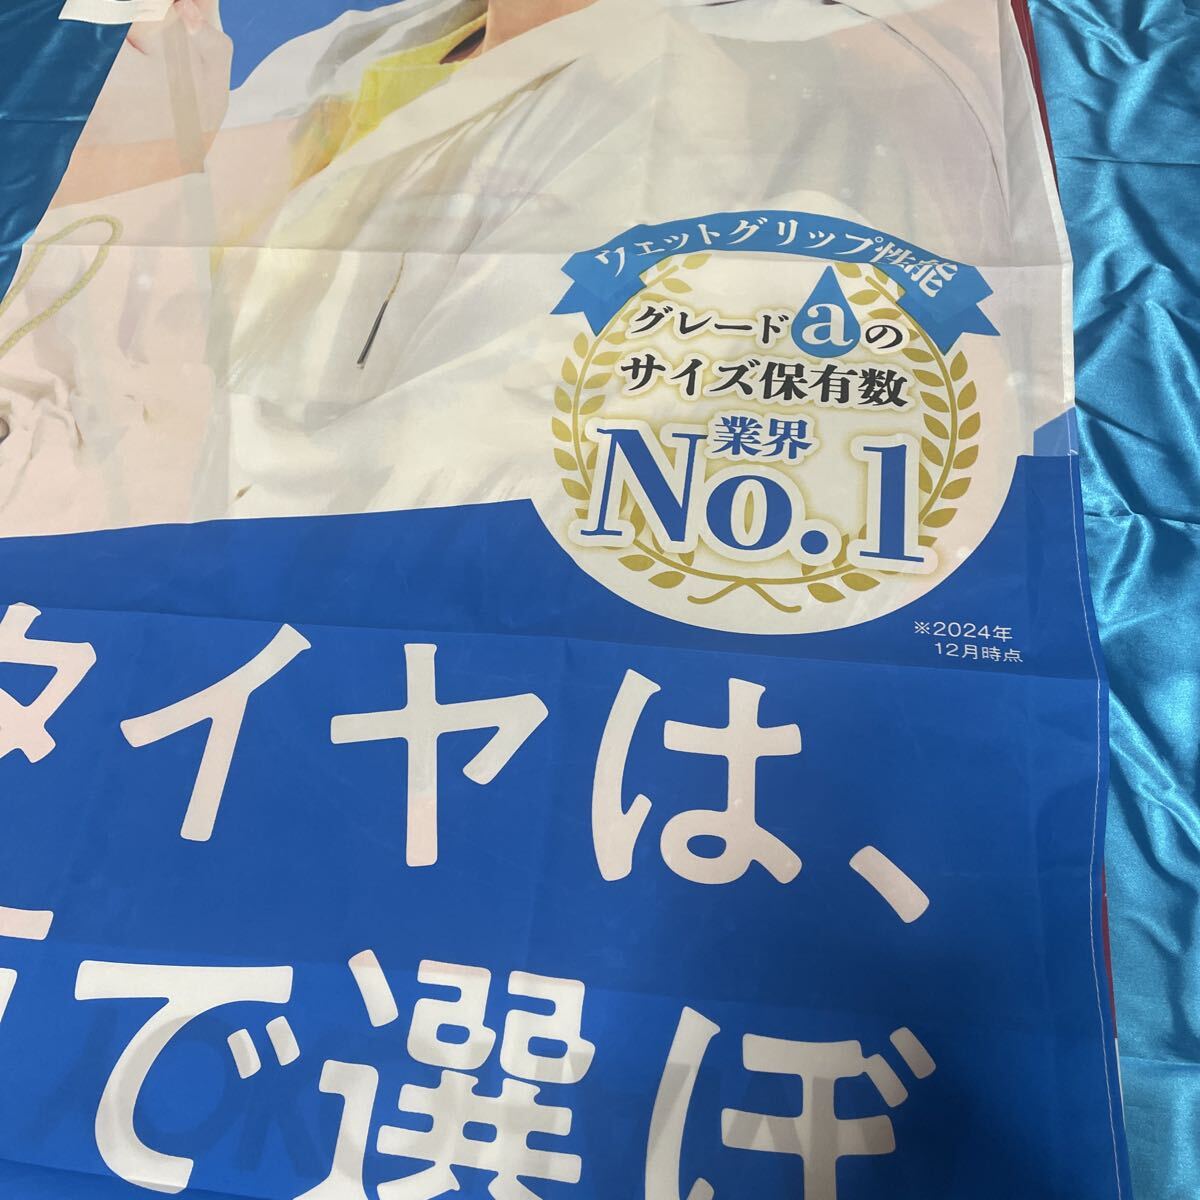 ウェットグリップ性能
グレードaの
サイズ保有数
業界
No.1
※2024年
12月時点
タイヤは、
で選ぼ